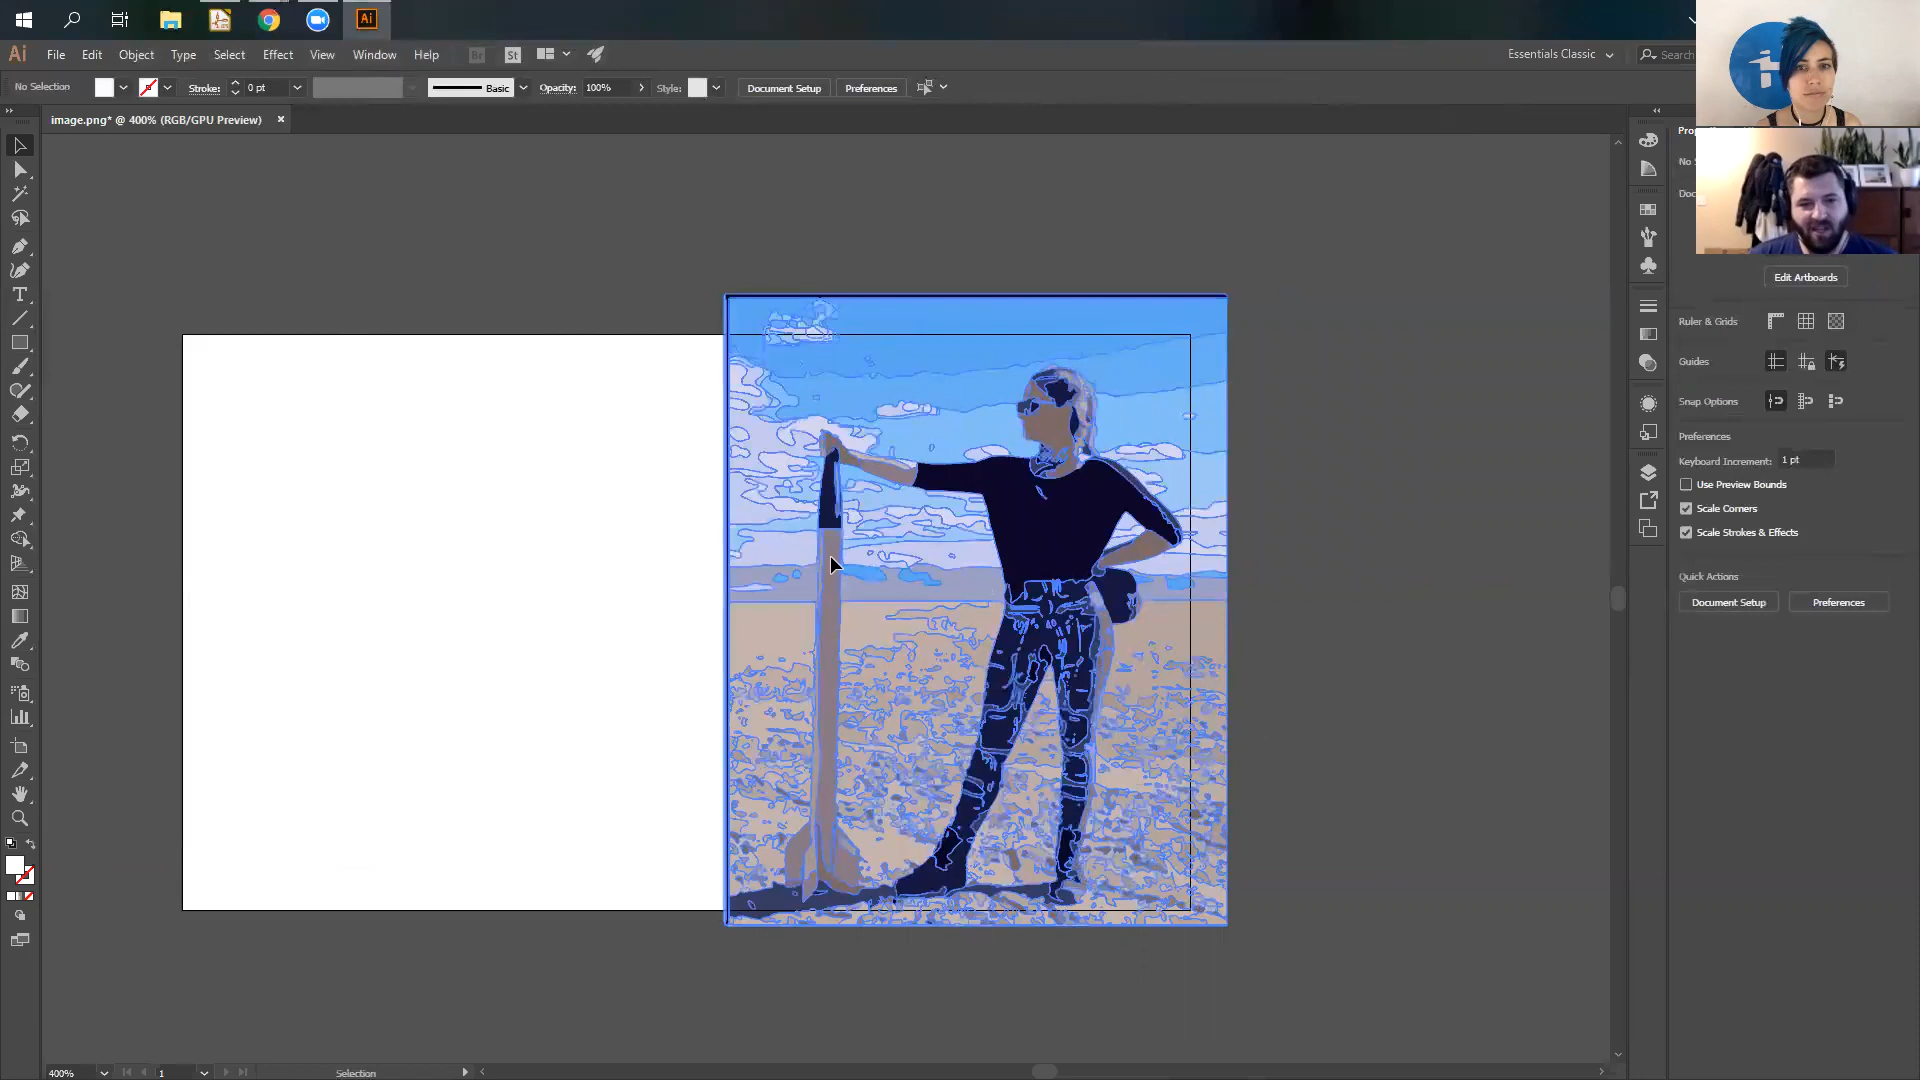 Ai
Ai File Edit Object Type Select Effect View Window Help Br St Essentials Classic Search
No Selection Stroke: 0 pt Basic Opacity: 100% Style: Document Setup Preferences
image.png* @ 400% (RGB/GPU Preview) ×
Edit Artboards
Ruler & Grids
Guides
Snap Options
Preferences
Keyboard Increment: 1 pt
Use Preview Bounds
Scale Corners
Scale Strokes & Effects
Quick Actions
Document Setup Preferences
400% 1 Selection